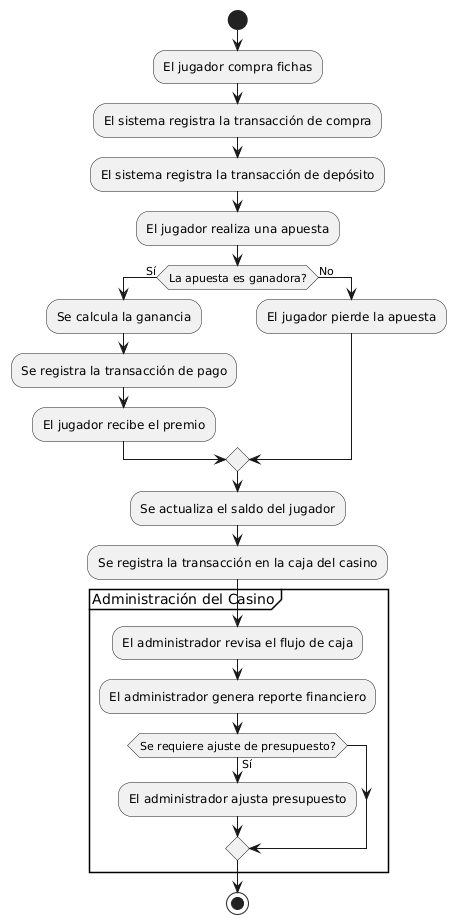 El jugador compra fichas
El sistema registra la transacción de compra
El sistema registra la transacción de depósito
El jugador realiza una apuesta
La apuesta es ganadora?
Sí
No
Se calcula la ganancia
El jugador pierde la apuesta
Se registra la transacción de pago
El jugador recibe el premio
Se actualiza el saldo del jugador
Se registra la transacción en la caja del casino
Administración del Casino
El administrador revisa el flujo de caja
El administrador genera reporte financiero
Se requiere ajuste de presupuesto?
Sí
El administrador ajusta presupuesto